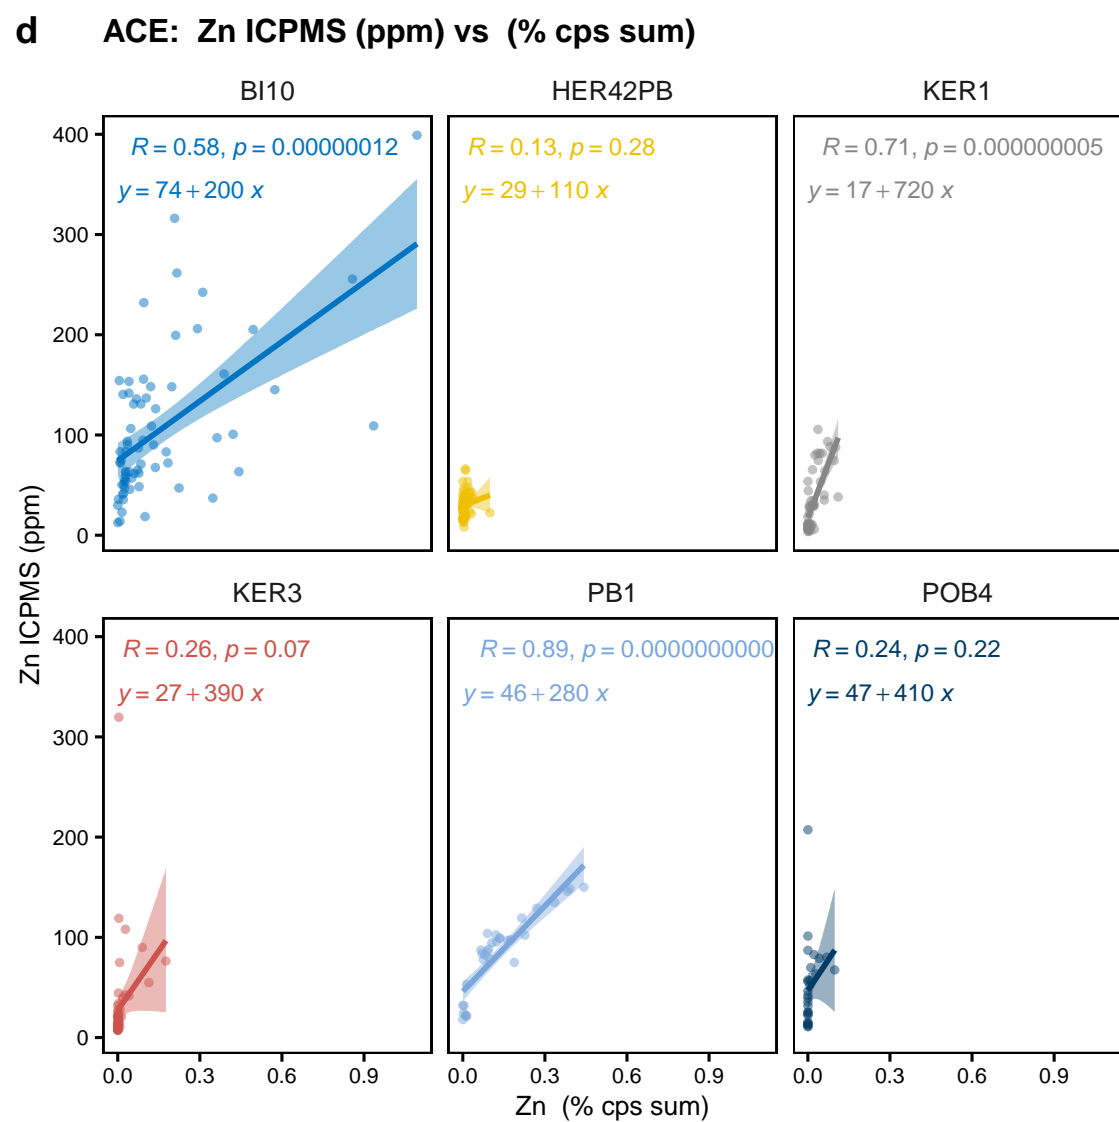 d ACE: Zn ICPMS (ppm) vs (% cps sum)
BI10 HER42PB KER1
R = 0.58, p = 0.00000012
y = 74 + 200 x
R = 0.13, p = 0.28
y = 29 + 110 x
R = 0.71, p = 0.000000005
y = 17 + 720 x
400
300
200
100
0
Zn ICPMS (ppm)
KER3 PB1 POB4
R = 0.26, p = 0.07
y = 27 + 390 x
R = 0.89, p = 0.0000000000
y = 46 + 280 x
R = 0.24, p = 0.22
y = 47 + 410 x
400
300
200
100
0
0.0 0.3 0.6 0.9 0.0 0.3 0.6 0.9 0.0 0.3 0.6 0.9
Zn (% cps sum)